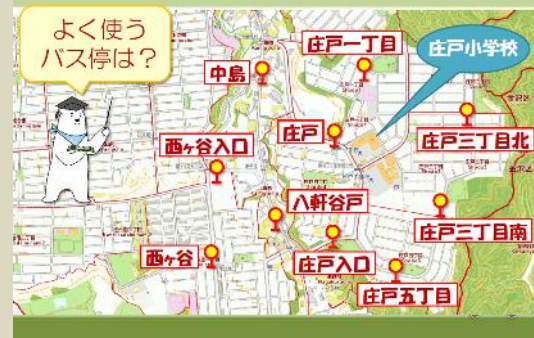 よく使う
バス停は？
庄戸一丁目
庄戸小学校
中島
庄戸
庄戸三丁目北
西ヶ谷入口
八軒谷戸
庄戸三丁目南
西ヶ谷
庄戸入口
庄戸五丁目